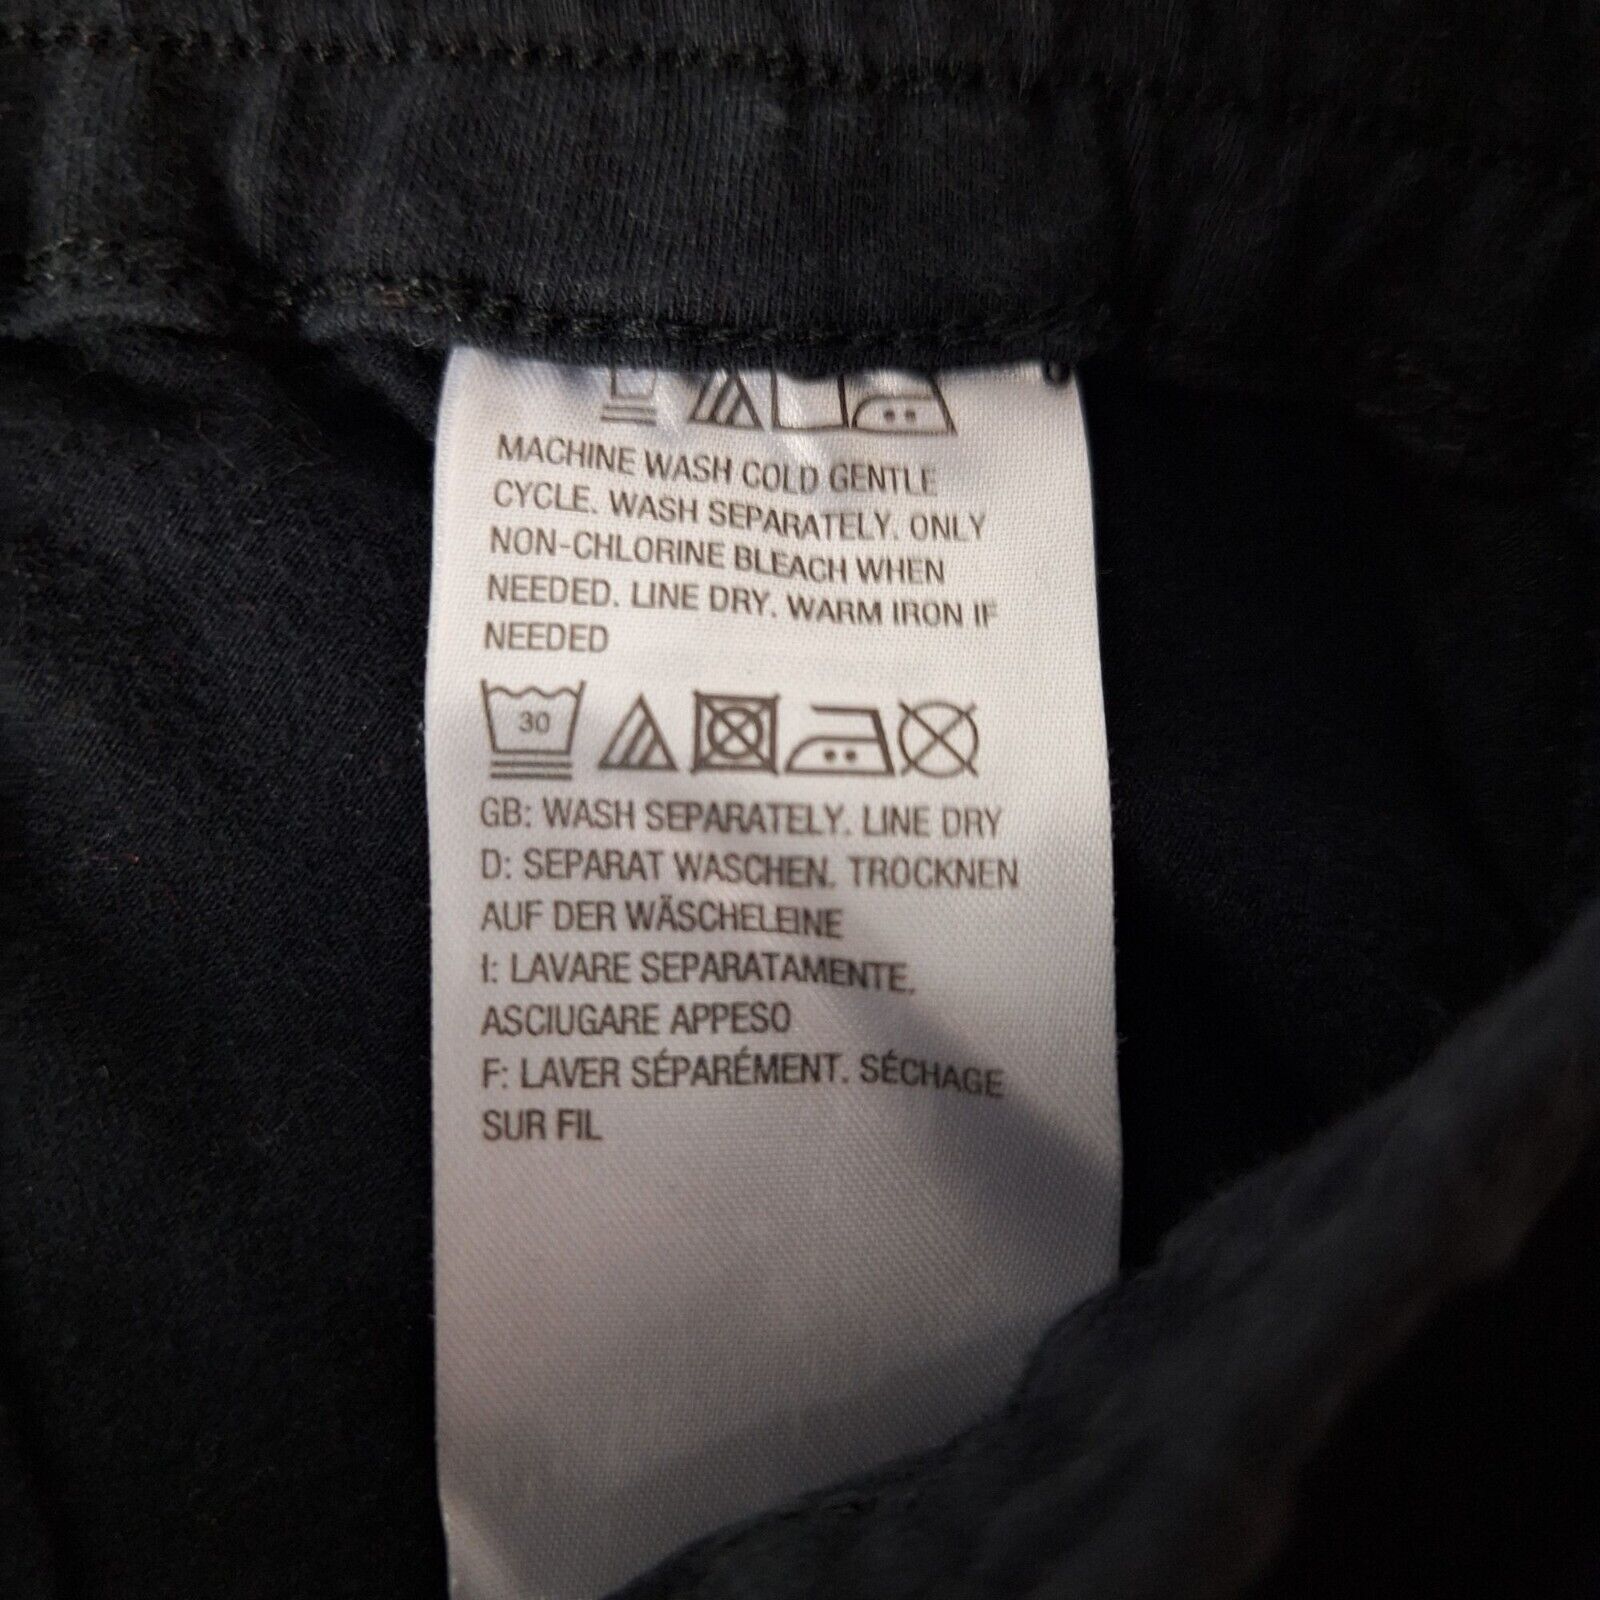 MACHINE WASH COLD GENTLE
CYCLE. WASH SEPARATELY. ONLY
NON-CHLORINE BLEACH WHEN
NEEDED. LINE DRY. WARM IRON IF
NEEDED
30
GB: WASH SEPARATELY. LINE DRY
D: SEPARAT WASCHEN. TROCKNEN
AUF DER WÄSCHELEINE
I: LAVARE SEPARATAMENTE.
ASCIUGARE APPESO
F: LAVER SÉPARÉMENT. SÉCHAGE
SUR FIL